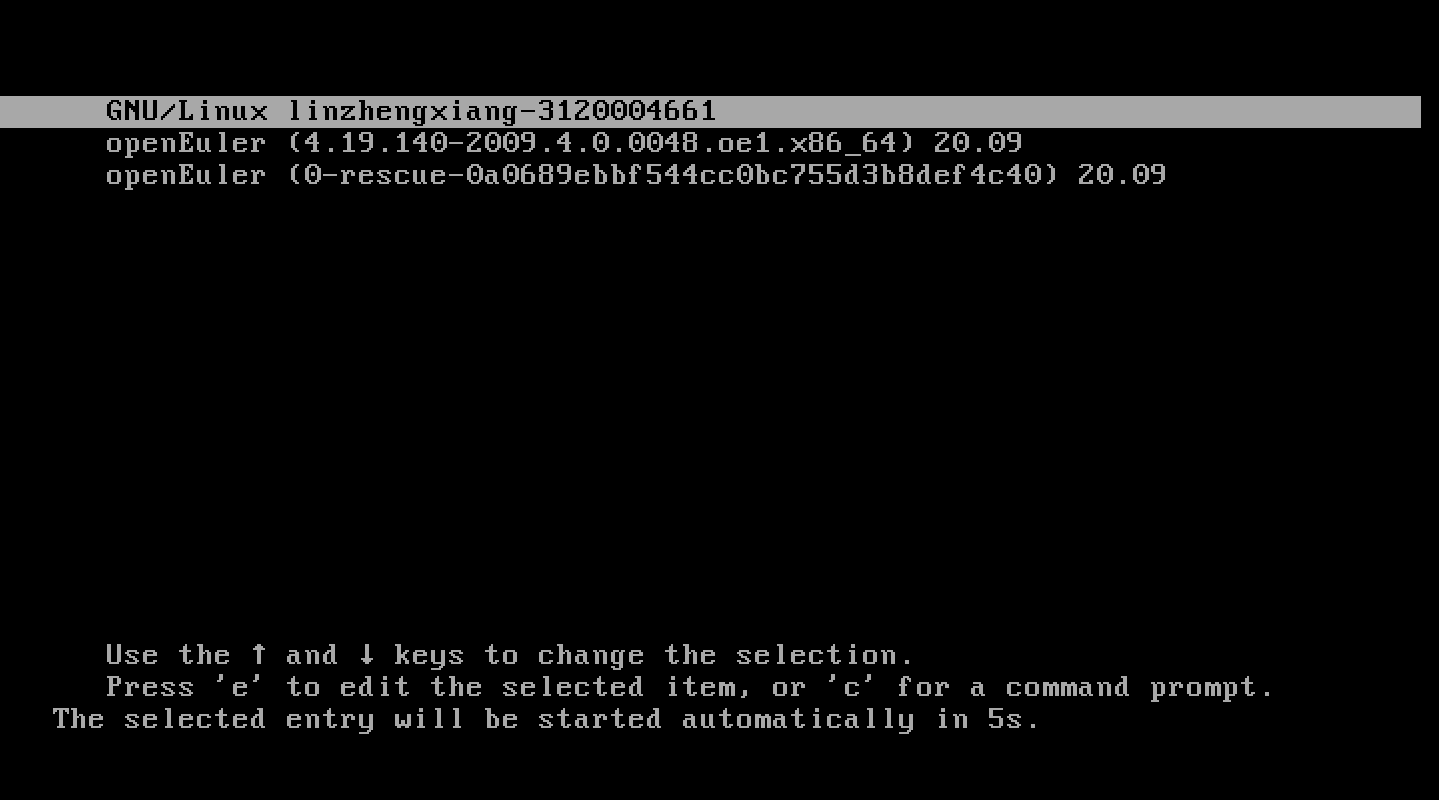 GNU/Linux linzhengxiang-3120004661
openEuler (4.19.140-2009.4.0.0048.oe1.x86_64) 20.09
openEuler (0-rescue-0a0689ebbf544cc0bc755d3b8def4c40) 20.09
Use the ↑ and ↓ keys to change the selection.
Press 'e' to edit the selected item, or 'c' for a command prompt.
The selected entry will be started automatically in 5s.